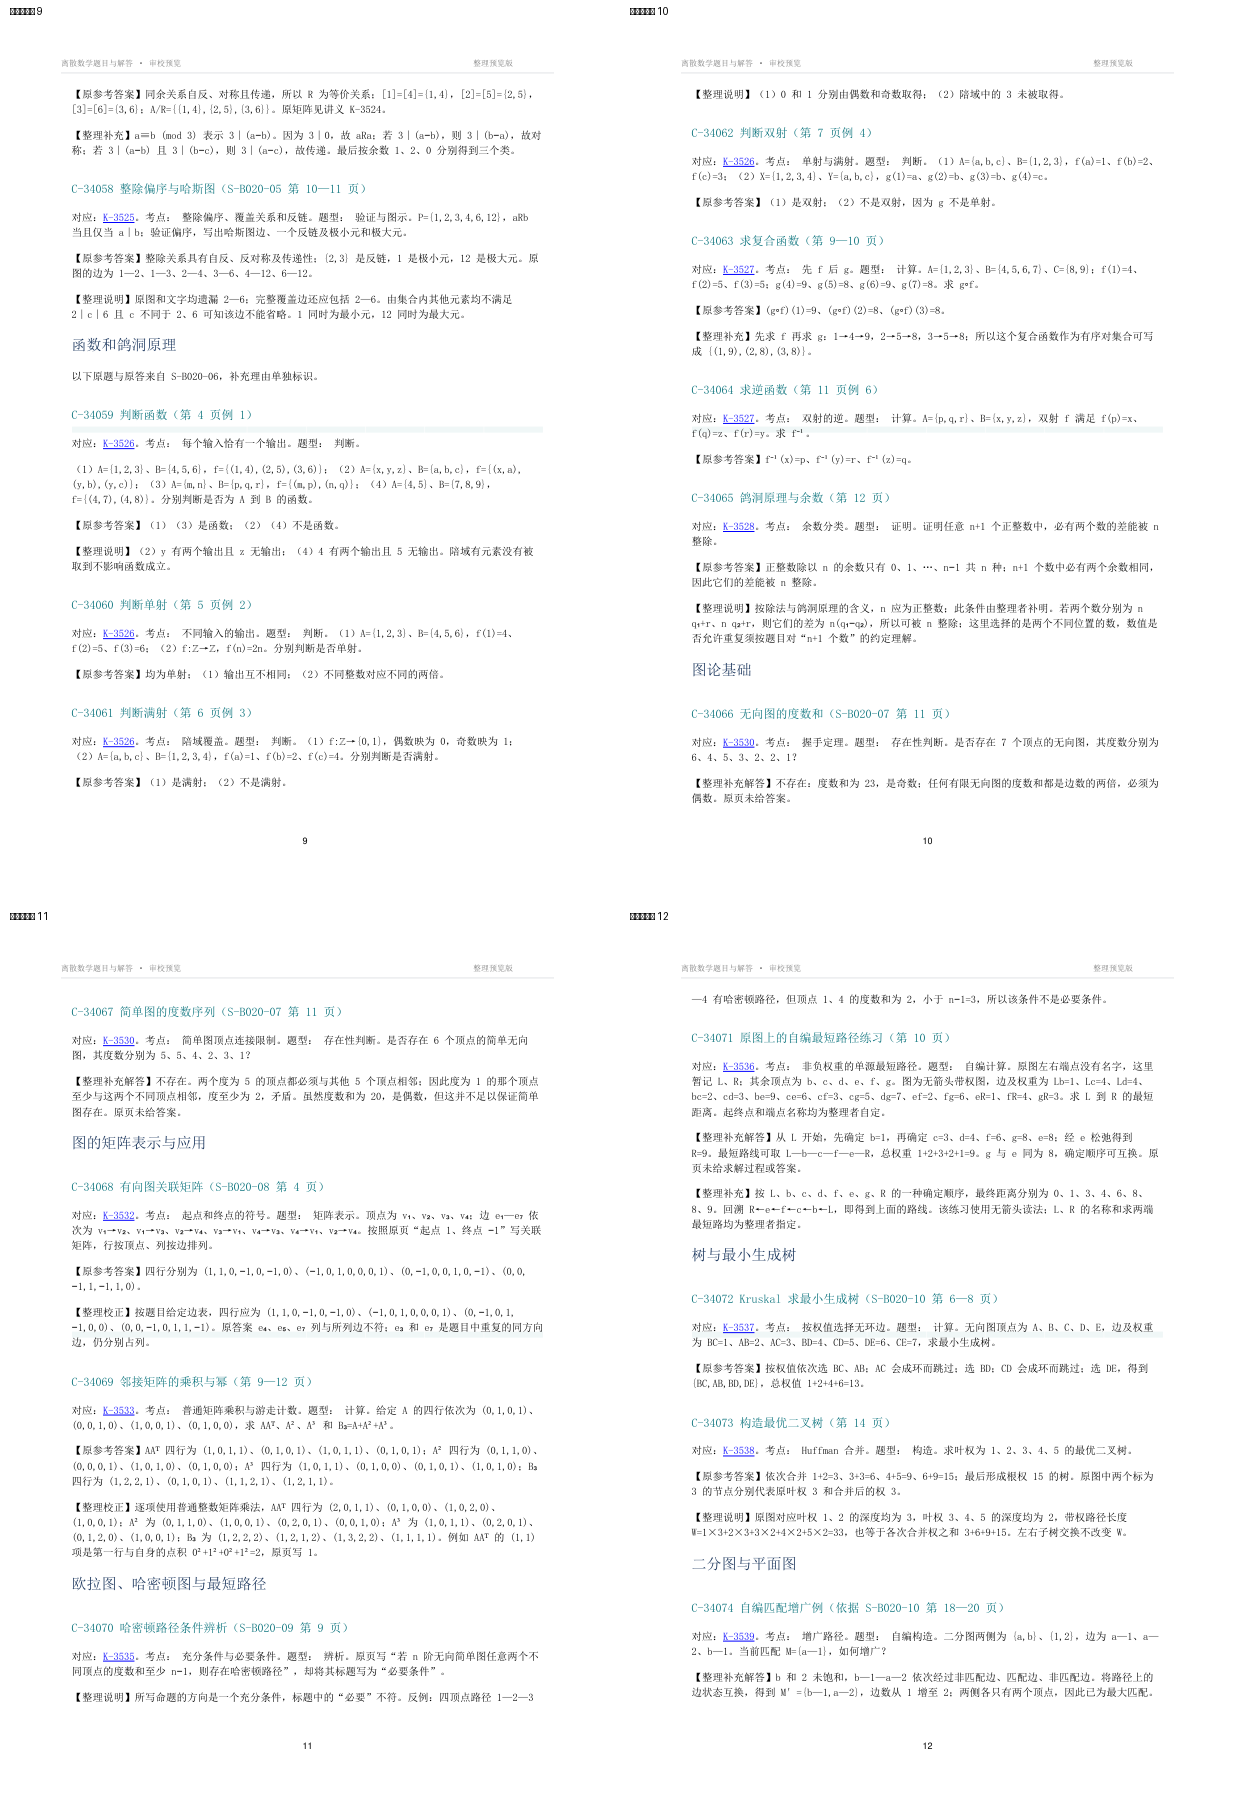 9
离散数学题目与解答 • 审校预览 整理预览版
【原参考答案】同余关系自反、对称且传递，所以 R 为等价关系；[1]=[4]={1,4}，[2]=[5]={2,5}，
[3]=[6]={3,6}；A/R={{1,4},{2,5},{3,6}}。原矩阵见讲义 K-3524。
【整理补充】a≡b (mod 3) 表示 3∣(a−b)。因为 3∣0，故 aRa；若 3∣(a−b)，则 3∣(b−a)，故对
称；若 3∣(a−b) 且 3∣(b−c)，则 3∣(a−c)，故传递。最后按余数 1、2、0 分别得到三个类。
C-34058 整除偏序与哈斯图（S-B020-05 第 10—11 页）
对应：K-3525。考点： 整除偏序、覆盖关系和反链。题型： 验证与图示。P={1,2,3,4,6,12}，aRb
当且仅当 a∣b；验证偏序，写出哈斯图边、一个反链及极小元和极大元。
【原参考答案】整除关系具有自反、反对称及传递性；{2,3} 是反链，1 是极小元，12 是极大元。原
图的边为 1—2、1—3、2—4、3—6、4—12、6—12。
【整理说明】原图和文字均遗漏 2—6；完整覆盖边还应包括 2—6。由集合内其他元素均不满足
2∣c∣6 且 c 不同于 2、6 可知该边不能省略。1 同时为最小元，12 同时为最大元。
函数和鸽洞原理
以下原题与原答来自 S-B020-06，补充理由单独标识。
C-34059 判断函数（第 4 页例 1）
对应：K-3526。考点： 每个输入恰有一个输出。题型： 判断。
（1）A={1,2,3}、B={4,5,6}，f={(1,4),(2,5),(3,6)}；（2）A={x,y,z}、B={a,b,c}，f={(x,a),
(y,b),(y,c)}；（3）A={m,n}、B={p,q,r}，f={(m,p),(n,q)}；（4）A={4,5}、B={7,8,9}，
f={(4,7),(4,8)}。分别判断是否为 A 到 B 的函数。
【原参考答案】（1）（3）是函数；（2）（4）不是函数。
【整理说明】（2）y 有两个输出且 z 无输出；（4）4 有两个输出且 5 无输出。陪域有元素没有被
取到不影响函数成立。
C-34060 判断单射（第 5 页例 2）
对应：K-3526。考点： 不同输入的输出。题型： 判断。（1）A={1,2,3}、B={4,5,6}，f(1)=4、
f(2)=5、f(3)=6；（2）f:ℤ→ℤ，f(n)=2n。分别判断是否单射。
【原参考答案】均为单射；（1）输出互不相同；（2）不同整数对应不同的两倍。
C-34061 判断满射（第 6 页例 3）
对应：K-3526。考点： 陪域覆盖。题型： 判断。（1）f:ℤ→{0,1}，偶数映为 0，奇数映为 1；
（2）A={a,b,c}、B={1,2,3,4}，f(a)=1、f(b)=2、f(c)=4。分别判断是否满射。
【原参考答案】（1）是满射；（2）不是满射。
9
10
离散数学题目与解答 • 审校预览 整理预览版
【整理说明】（1）0 和 1 分别由偶数和奇数取得；（2）陪域中的 3 未被取得。
C-34062 判断双射（第 7 页例 4）
对应：K-3526。考点： 单射与满射。题型： 判断。（1）A={a,b,c}、B={1,2,3}，f(a)=1、f(b)=2、
f(c)=3；（2）X={1,2,3,4}、Y={a,b,c}，g(1)=a、g(2)=b、g(3)=b、g(4)=c。
【原参考答案】（1）是双射；（2）不是双射，因为 g 不是单射。
C-34063 求复合函数（第 9—10 页）
对应：K-3527。考点： 先 f 后 g。题型： 计算。A={1,2,3}、B={4,5,6,7}、C={8,9}；f(1)=4、
f(2)=5、f(3)=5；g(4)=9、g(5)=8、g(6)=9、g(7)=8。求 g∘f。
【原参考答案】(g∘f)(1)=9、(g∘f)(2)=8、(g∘f)(3)=8。
【整理补充】先求 f 再求 g：1→4→9，2→5→8，3→5→8；所以这个复合函数作为有序对集合可写
成 {(1,9),(2,8),(3,8)}。
C-34064 求逆函数（第 11 页例 6）
对应：K-3527。考点： 双射的逆。题型： 计算。A={p,q,r}、B={x,y,z}，双射 f 满足 f(p)=x、
f(q)=z、f(r)=y。求 f⁻¹。
【原参考答案】f⁻¹(x)=p、f⁻¹(y)=r、f⁻¹(z)=q。
C-34065 鸽洞原理与余数（第 12 页）
对应：K-3528。考点： 余数分类。题型： 证明。证明任意 n+1 个正整数中，必有两个数的差能被 n
整除。
【原参考答案】正整数除以 n 的余数只有 0、1、…、n−1 共 n 种；n+1 个数中必有两个余数相同，
因此它们的差能被 n 整除。
【整理说明】按除法与鸽洞原理的含义，n 应为正整数；此条件由整理者补明。若两个数分别为 n
q₁+r、n q₂+r，则它们的差为 n(q₁−q₂)，所以可被 n 整除；这里选择的是两个不同位置的数，数值是
否允许重复须按题目对“n+1 个数”的约定理解。
图论基础
C-34066 无向图的度数和（S-B020-07 第 11 页）
对应：K-3530。考点： 握手定理。题型： 存在性判断。是否存在 7 个顶点的无向图，其度数分别为
6、4、5、3、2、2、1？
【整理补充解答】不存在：度数和为 23，是奇数；任何有限无向图的度数和都是边数的两倍，必须为
偶数。原页未给答案。
10
11
离散数学题目与解答 • 审校预览 整理预览版
C-34067 简单图的度数序列（S-B020-07 第 11 页）
对应：K-3530。考点： 简单图顶点连接限制。题型： 存在性判断。是否存在 6 个顶点的简单无向
图，其度数分别为 5、5、4、2、3、1？
【整理补充解答】不存在。两个度为 5 的顶点都必须与其他 5 个顶点相邻；因此度为 1 的那个顶点
至少与这两个不同顶点相邻，度至少为 2，矛盾。虽然度数和为 20，是偶数，但这并不足以保证简单
图存在。原页未给答案。
图的矩阵表示与应用
C-34068 有向图关联矩阵（S-B020-08 第 4 页）
对应：K-3532。考点： 起点和终点的符号。题型： 矩阵表示。顶点为 v₁、v₂、v₃、v₄；边 e₁—e₇ 依
次为 v₁→v₂、v₁→v₃、v₂→v₄、v₃→v₁、v₄→v₃、v₄→v₁、v₂→v₄。按照原页“起点 1、终点 −1”写关联
矩阵，行按顶点、列按边排列。
【原参考答案】四行分别为 (1,1,0,−1,0,−1,0)、(−1,0,1,0,0,0,1)、(0,−1,0,0,1,0,−1)、(0,0,
−1,1,−1,1,0)。
【整理校正】按题目给定边表，四行应为 (1,1,0,−1,0,−1,0)、(−1,0,1,0,0,0,1)、(0,−1,0,1,
−1,0,0)、(0,0,−1,0,1,1,−1)。原答案 e₄、e₅、e₇ 列与所列边不符；e₃ 和 e₇ 是题目中重复的同方向
边，仍分别占列。
C-34069 邻接矩阵的乘积与幂（第 9—12 页）
对应：K-3533。考点： 普通矩阵乘积与游走计数。题型： 计算。给定 A 的四行依次为 (0,1,0,1)、
(0,0,1,0)、(1,0,0,1)、(0,1,0,0)，求 AAᵀ、A²、A³ 和 B₃=A+A²+A³。
【原参考答案】AAᵀ 四行为 (1,0,1,1)、(0,1,0,1)、(1,0,1,1)、(0,1,0,1)；A² 四行为 (0,1,1,0)、
(0,0,0,1)、(1,0,1,0)、(0,1,0,0)；A³ 四行为 (1,0,1,1)、(0,1,0,0)、(0,1,0,1)、(1,0,1,0)；B₃
四行为 (1,2,2,1)、(0,1,0,1)、(1,1,2,1)、(1,2,1,1)。
【整理校正】逐项使用普通整数矩阵乘法，AAᵀ 四行为 (2,0,1,1)、(0,1,0,0)、(1,0,2,0)、
(1,0,0,1)；A² 为 (0,1,1,0)、(1,0,0,1)、(0,2,0,1)、(0,0,1,0)；A³ 为 (1,0,1,1)、(0,2,0,1)、
(0,1,2,0)、(1,0,0,1)；B₃ 为 (1,2,2,2)、(1,2,1,2)、(1,3,2,2)、(1,1,1,1)。例如 AAᵀ 的 (1,1)
项是第一行与自身的点积 0²+1²+0²+1²=2，原页写 1。
欧拉图、哈密顿图与最短路径
C-34070 哈密顿路径条件辨析（S-B020-09 第 9 页）
对应：K-3535。考点： 充分条件与必要条件。题型： 辨析。原页写“若 n 阶无向简单图任意两个不
同顶点的度数和至少 n−1，则存在哈密顿路径”，却将其标题写为“必要条件”。
【整理说明】所写命题的方向是一个充分条件，标题中的“必要”不符。反例：四顶点路径 1—2—3
11
12
离散数学题目与解答 • 审校预览 整理预览版
—4 有哈密顿路径，但顶点 1、4 的度数和为 2，小于 n−1=3，所以该条件不是必要条件。
C-34071 原图上的自编最短路径练习（第 10 页）
对应：K-3536。考点： 非负权重的单源最短路径。题型： 自编计算。原图左右端点没有名字，这里
暂记 L、R；其余顶点为 b、c、d、e、f、g。图为无箭头带权图，边及权重为 Lb=1、Lc=4、Ld=4、
bc=2、cd=3、be=9、ce=6、cf=3、cg=5、dg=7、ef=2、fg=6、eR=1、fR=4、gR=3。求 L 到 R 的最短
距离。起终点和端点名称均为整理者自定。
【整理补充解答】从 L 开始，先确定 b=1，再确定 c=3、d=4、f=6、g=8、e=8；经 e 松弛得到
R=9。最短路线可取 L—b—c—f—e—R，总权重 1+2+3+2+1=9。g 与 e 同为 8，确定顺序可互换。原
页未给求解过程或答案。
【整理补充】按 L、b、c、d、f、e、g、R 的一种确定顺序，最终距离分别为 0、1、3、4、6、8、
8、9。回溯 R←e←f←c←b←L，即得到上面的路线。该练习使用无箭头读法；L、R 的名称和求两端
最短路均为整理者指定。
树与最小生成树
C-34072 Kruskal 求最小生成树（S-B020-10 第 6—8 页）
对应：K-3537。考点： 按权值选择无环边。题型： 计算。无向图顶点为 A、B、C、D、E，边及权重
为 BC=1、AB=2、AC=3、BD=4、CD=5、DE=6、CE=7，求最小生成树。
【原参考答案】按权值依次选 BC、AB；AC 会成环而跳过；选 BD；CD 会成环而跳过；选 DE，得到
{BC,AB,BD,DE}，总权值 1+2+4+6=13。
C-34073 构造最优二叉树（第 14 页）
对应：K-3538。考点： Huffman 合并。题型： 构造。求叶权为 1、2、3、4、5 的最优二叉树。
【原参考答案】依次合并 1+2=3、3+3=6、4+5=9、6+9=15；最后形成根权 15 的树。原图中两个标为
3 的节点分别代表原叶权 3 和合并后的权 3。
【整理说明】原图对应叶权 1、2 的深度均为 3，叶权 3、4、5 的深度均为 2，带权路径长度
W=1×3+2×3+3×2+4×2+5×2=33，也等于各次合并权之和 3+6+9+15。左右子树交换不改变 W。
二分图与平面图
C-34074 自编匹配增广例（依据 S-B020-10 第 18—20 页）
对应：K-3539。考点： 增广路径。题型： 自编构造。二分图两侧为 {a,b}、{1,2}，边为 a—1、a—
2、b—1。当前匹配 M={a—1}，如何增广？
【整理补充解答】b 和 2 未饱和，b—1—a—2 依次经过非匹配边、匹配边、非匹配边。将路径上的
边状态互换，得到 M′={b—1,a—2}，边数从 1 增至 2；两侧各只有两个顶点，因此已为最大匹配。
12